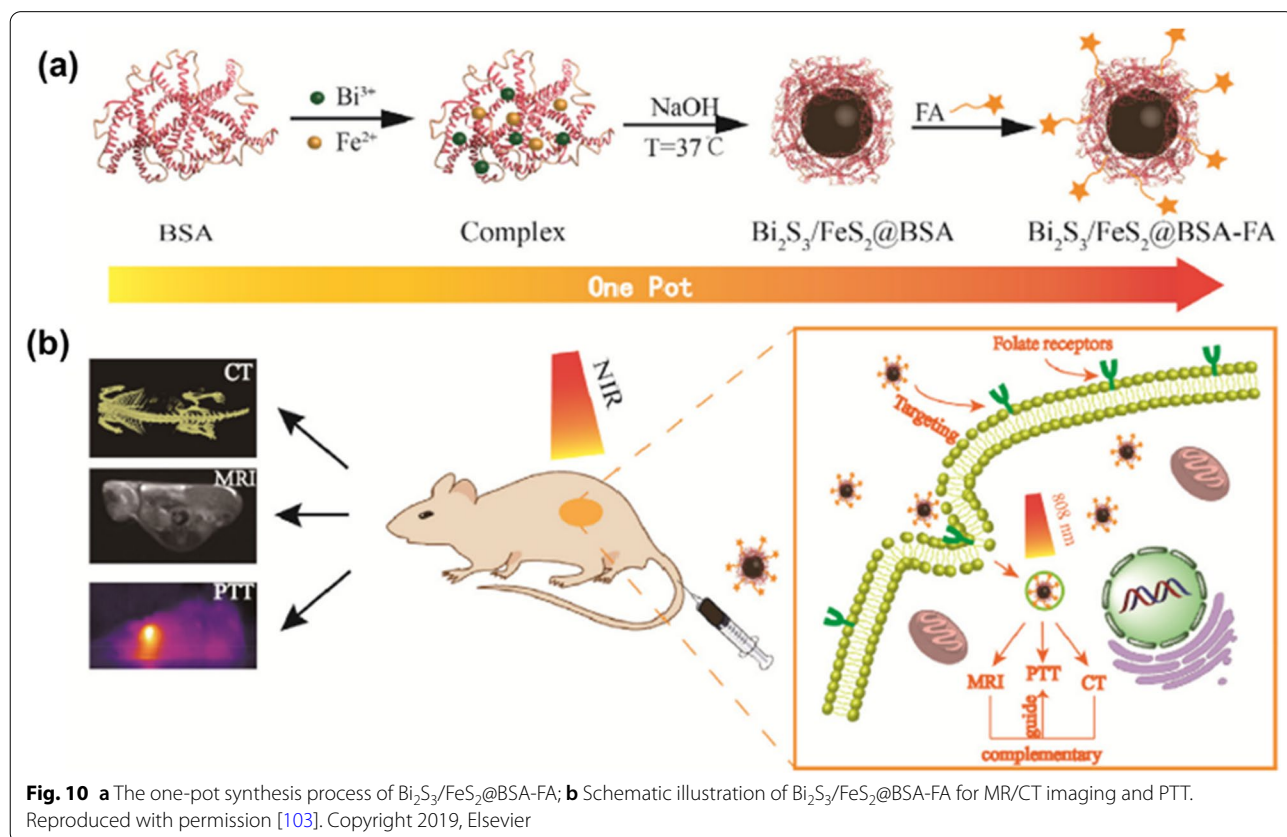 (a)
Bi³⁺
Fe²⁺
NaOH
T=37℃
FA
BSA
Complex
Bi₂S₃/FeS₂@BSA
Bi₂S₃/FeS₂@BSA-FA
One Pot
(b)
CT
MRI
PTT
NIR
Folate receptors
Targeting
808 nm
MRI
PTT
CT
guide
complementary
Fig. 10 a The one-pot synthesis process of Bi₂S₃/FeS₂@BSA-FA; b Schematic illustration of Bi₂S₃/FeS₂@BSA-FA for MR/CT imaging and PTT.
Reproduced with permission [103]. Copyright 2019, Elsevier